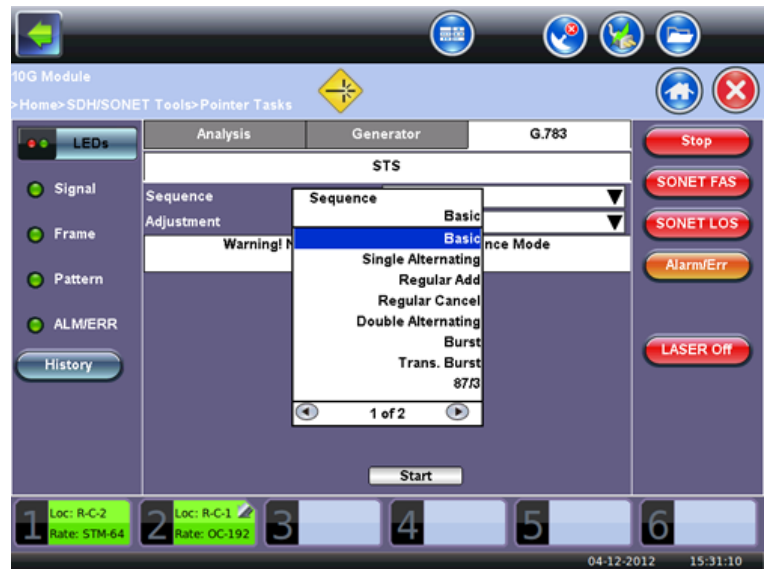 10G Module
>Home>SDH/SONE T Tools>Pointer Tasks
LEDs
Analysis
Generator
G.783
Stop
STS
Signal
Sequence
Sequence
SONET FAS
Basic
Adjustment
SONET LOS
Frame
Warning! N
Basic
nce Mode
Single Alternating
Alarm/Err
Pattern
Regular Add
Regular Cancel
ALM/ERR
Double Alternating
Burst
LASER Off
History
Trans. Burst
87/3
1 of 2
Start
1
Loc: R-C-2
Rate: STM-64
2
Loc: R-C-1
Rate: OC-192
3
4
5
6
04-12-2012 15:31:10